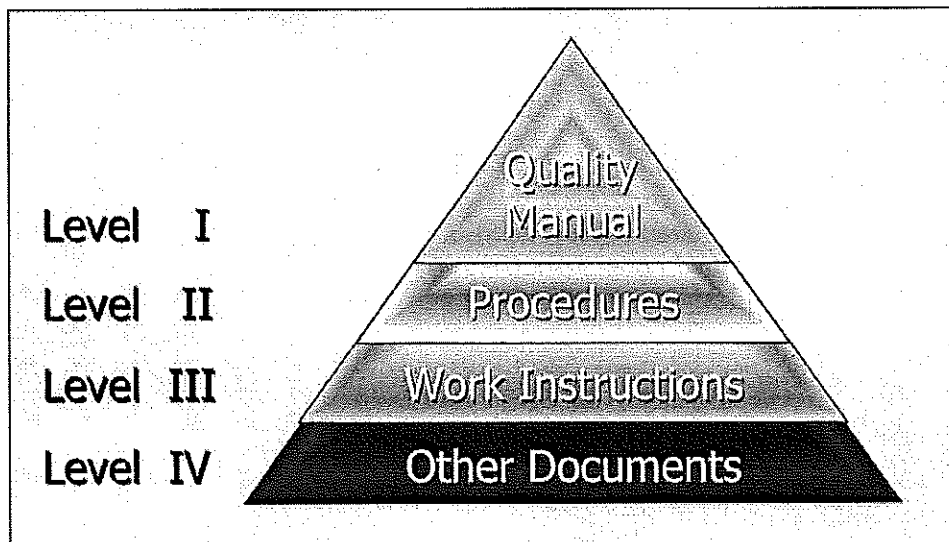 Quality
Manual
Level I
Procedures
Level II
Work Instructions
Level III
Other Documents
Level IV